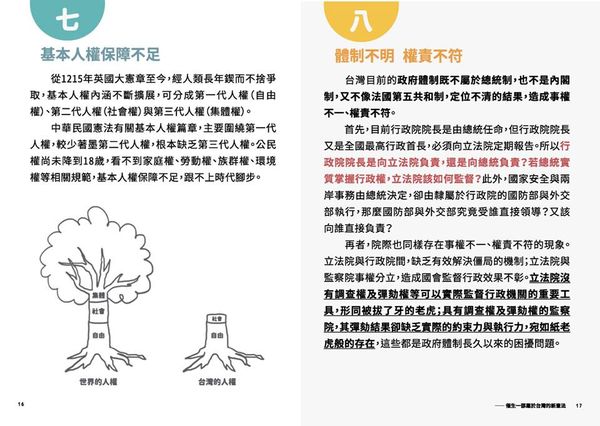 七
基本人權保障不足
從1215年英國大憲章至今，經人類長年鍥而不捨爭
取，基本人權內涵不斷擴展，可分成第一代人權（自由
權）、第二代人權（社會權）與第三代人權（集體權）。
中華民國憲法有關基本人權篇章，主要圍繞第一代
人權，較少著墨第二代人權，根本缺乏第三代人權。公民
權尚未降到18歲，看不到家庭權、勞動權、族群權、環境
權等相關規範，基本人權保障不足，跟不上時代腳步。
集體
社會
自由
世界的人權
社會
自由
台灣的人權
16
八
體制不明 權責不符
台灣目前的政府體制既不屬於總統制，也不是內閣
制，又不像法國第五共和制，定位不清的結果，造成事權
不一、權責不符。
首先，目前行政院院長是由總統任命，但行政院院長
又是全國最高行政首長，必須向立法院定期報告。所以行
政院院長是向立法院負責，還是向總統負責？若總統實
質掌握行政權，立法院該如何監督？此外，國家安全與兩
岸事務由總統決定，卻由隸屬於行政院的國防部與外交
部執行，那麼國防部與外交部究竟受誰直接領導？又該
向誰直接負責？
再者，院際也同樣存在事權不一、權責不符的現象。
立法院與行政院間，缺乏有效解決僵局的機制；立法院與
監察院事權分立，造成國會監督行政效果不彰。立法院沒
有調查權及彈劾權等可以實際監督行政機關的重要工
具，形同被拔了牙的老虎；具有調查權及彈劾權的監察
院，其彈劾結果卻缺乏實際的約束力與執行力，宛如紙老
虎般的存在，這些都是政府體制長久以來的困擾問題。
——催生一部屬於台灣的新憲法 17